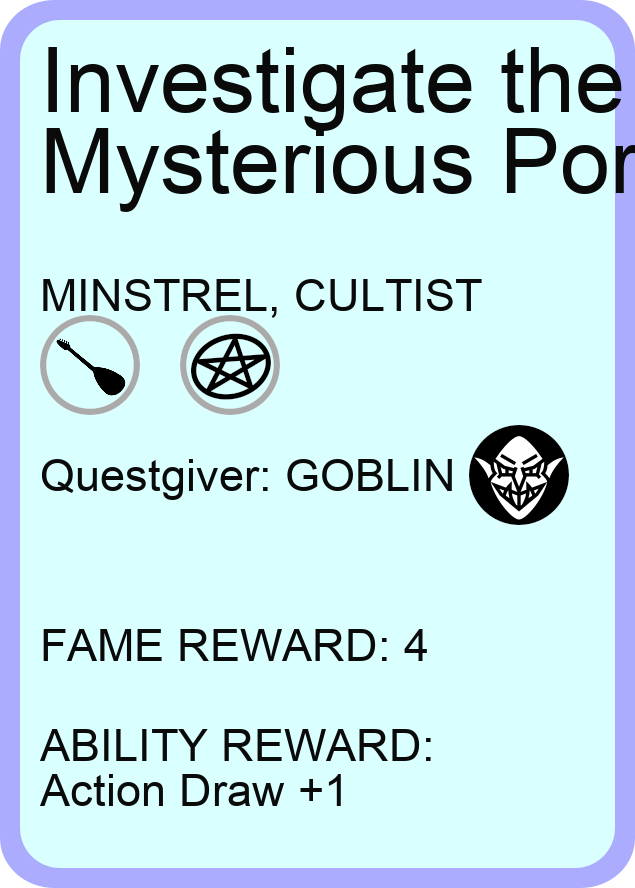 Investigate the
Mysterious Por
MINSTREL, CULTIST
Questgiver: GOBLIN
FAME REWARD: 4
ABILITY REWARD:
Action Draw +1